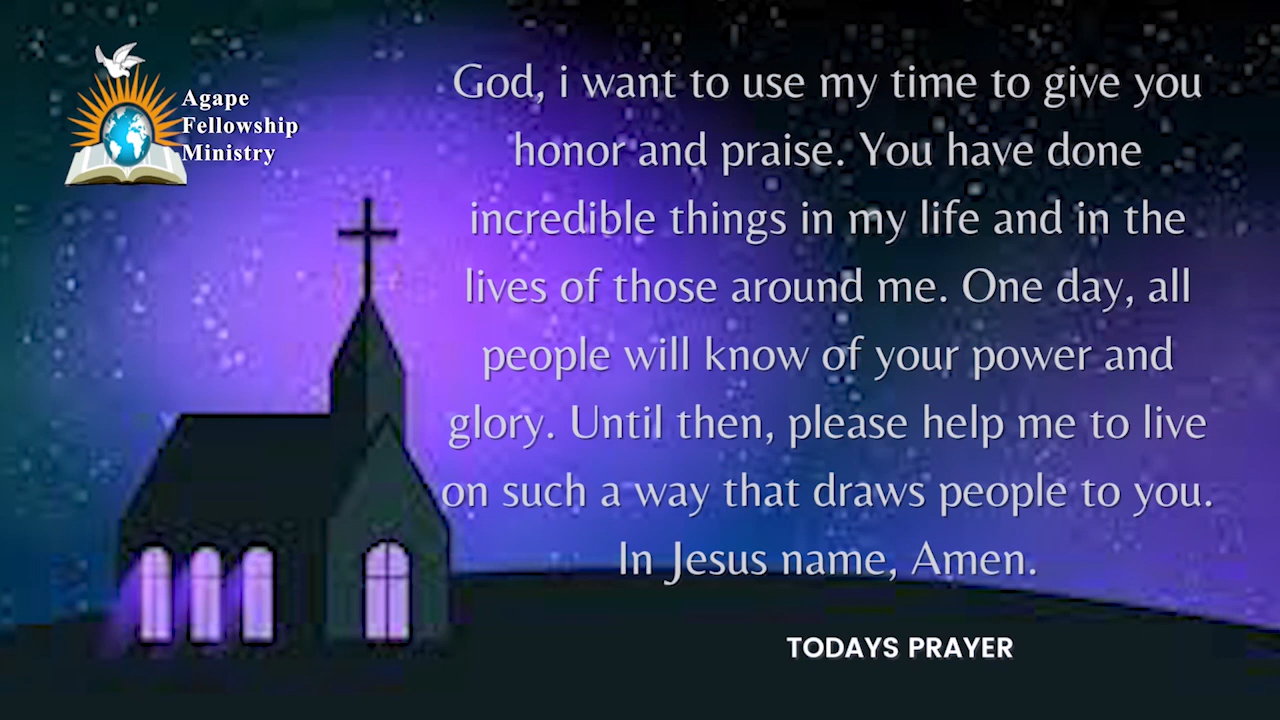 Agape
Fellowship
Ministry
God, i want to use my time to give you
honor and praise. You have done
incredible things in my life and in the
lives of those around me. One day, all
people will know of your power and
glory. Until then, please help me to live
on such a way that draws people to you.
In Jesus name, Amen.
TODAYS PRAYER